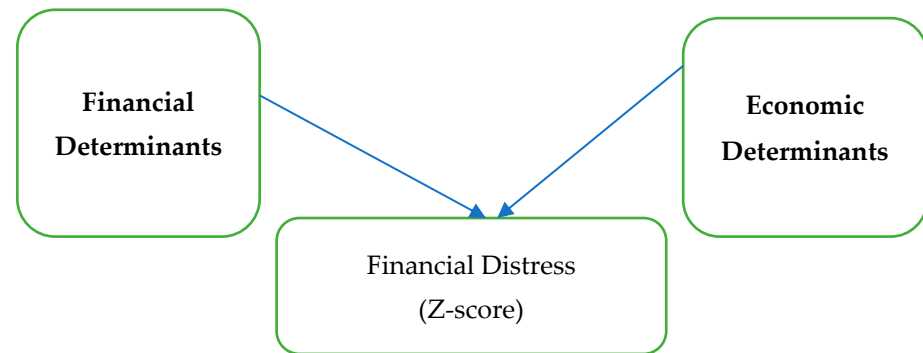 Financial
Determinants
Economic
Determinants
Financial Distress
(Z-score)